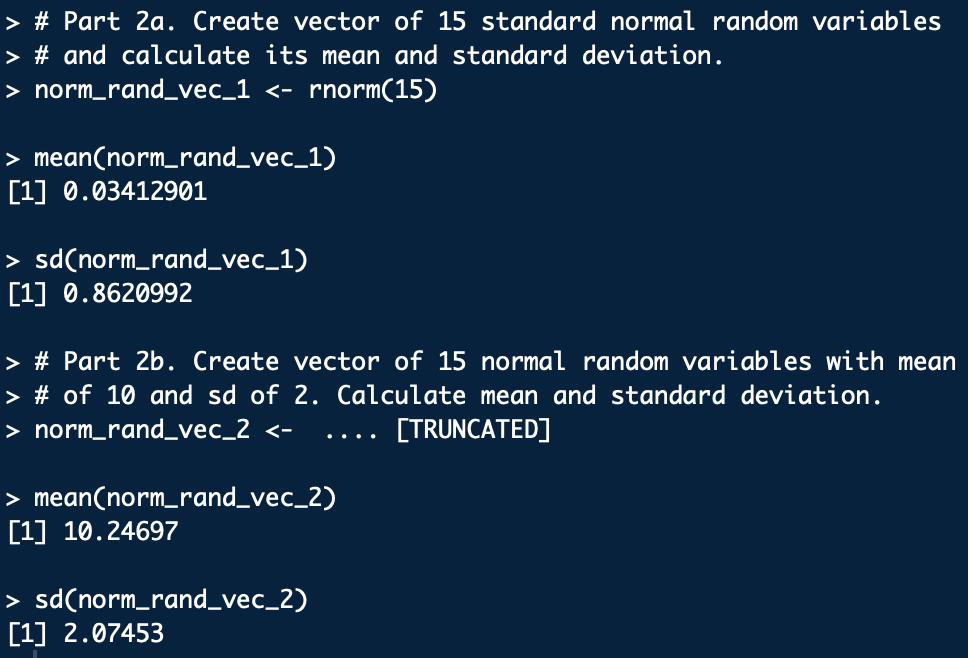 > # Part 2a. Create vector of 15 standard normal random variables
> # and calculate its mean and standard deviation.
> norm_rand_vec_1 <- rnorm(15)
> mean(norm_rand_vec_1)
[1] 0.03412901
> sd(norm_rand_vec_1)
[1] 0.8620992
> # Part 2b. Create vector of 15 normal random variables with mean
> # of 10 and sd of 2. Calculate mean and standard deviation.
> norm_rand_vec_2 <-  .... [TRUNCATED]
> mean(norm_rand_vec_2)
[1] 10.24697
> sd(norm_rand_vec_2)
[1] 2.07453